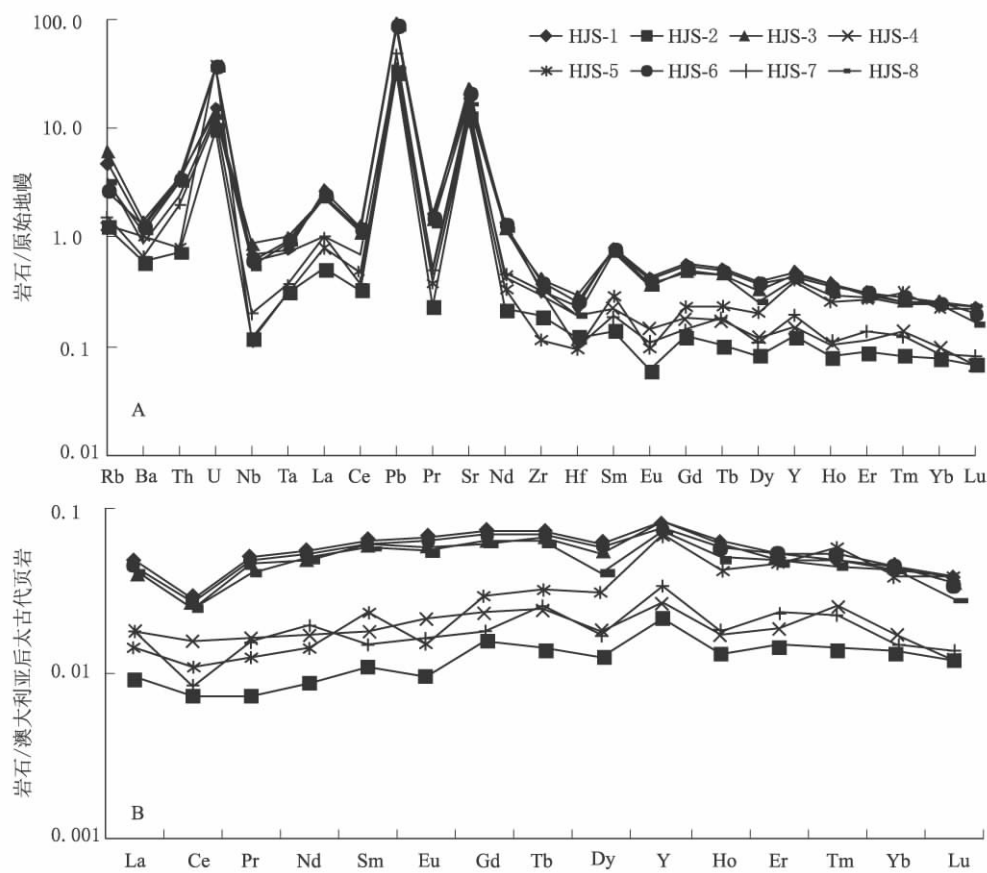 100.0
10.0
1.0
0.1
0.01
岩石/原始地幔
HJS-1 HJS-2 HJS-3 HJS-4
HJS-5 HJS-6 HJS-7 HJS-8
A
Rb Ba Th U Nb Ta La Ce Pb Pr Sr Nd Zr Hf Sm Eu Gd Tb Dy Y Ho Er Tm Yb Lu
0.1
0.01
0.001
岩石/澳大利亚后太古代页岩
B
La Ce Pr Nd Sm Eu Gd Tb Dy Y Ho Er Tm Yb Lu